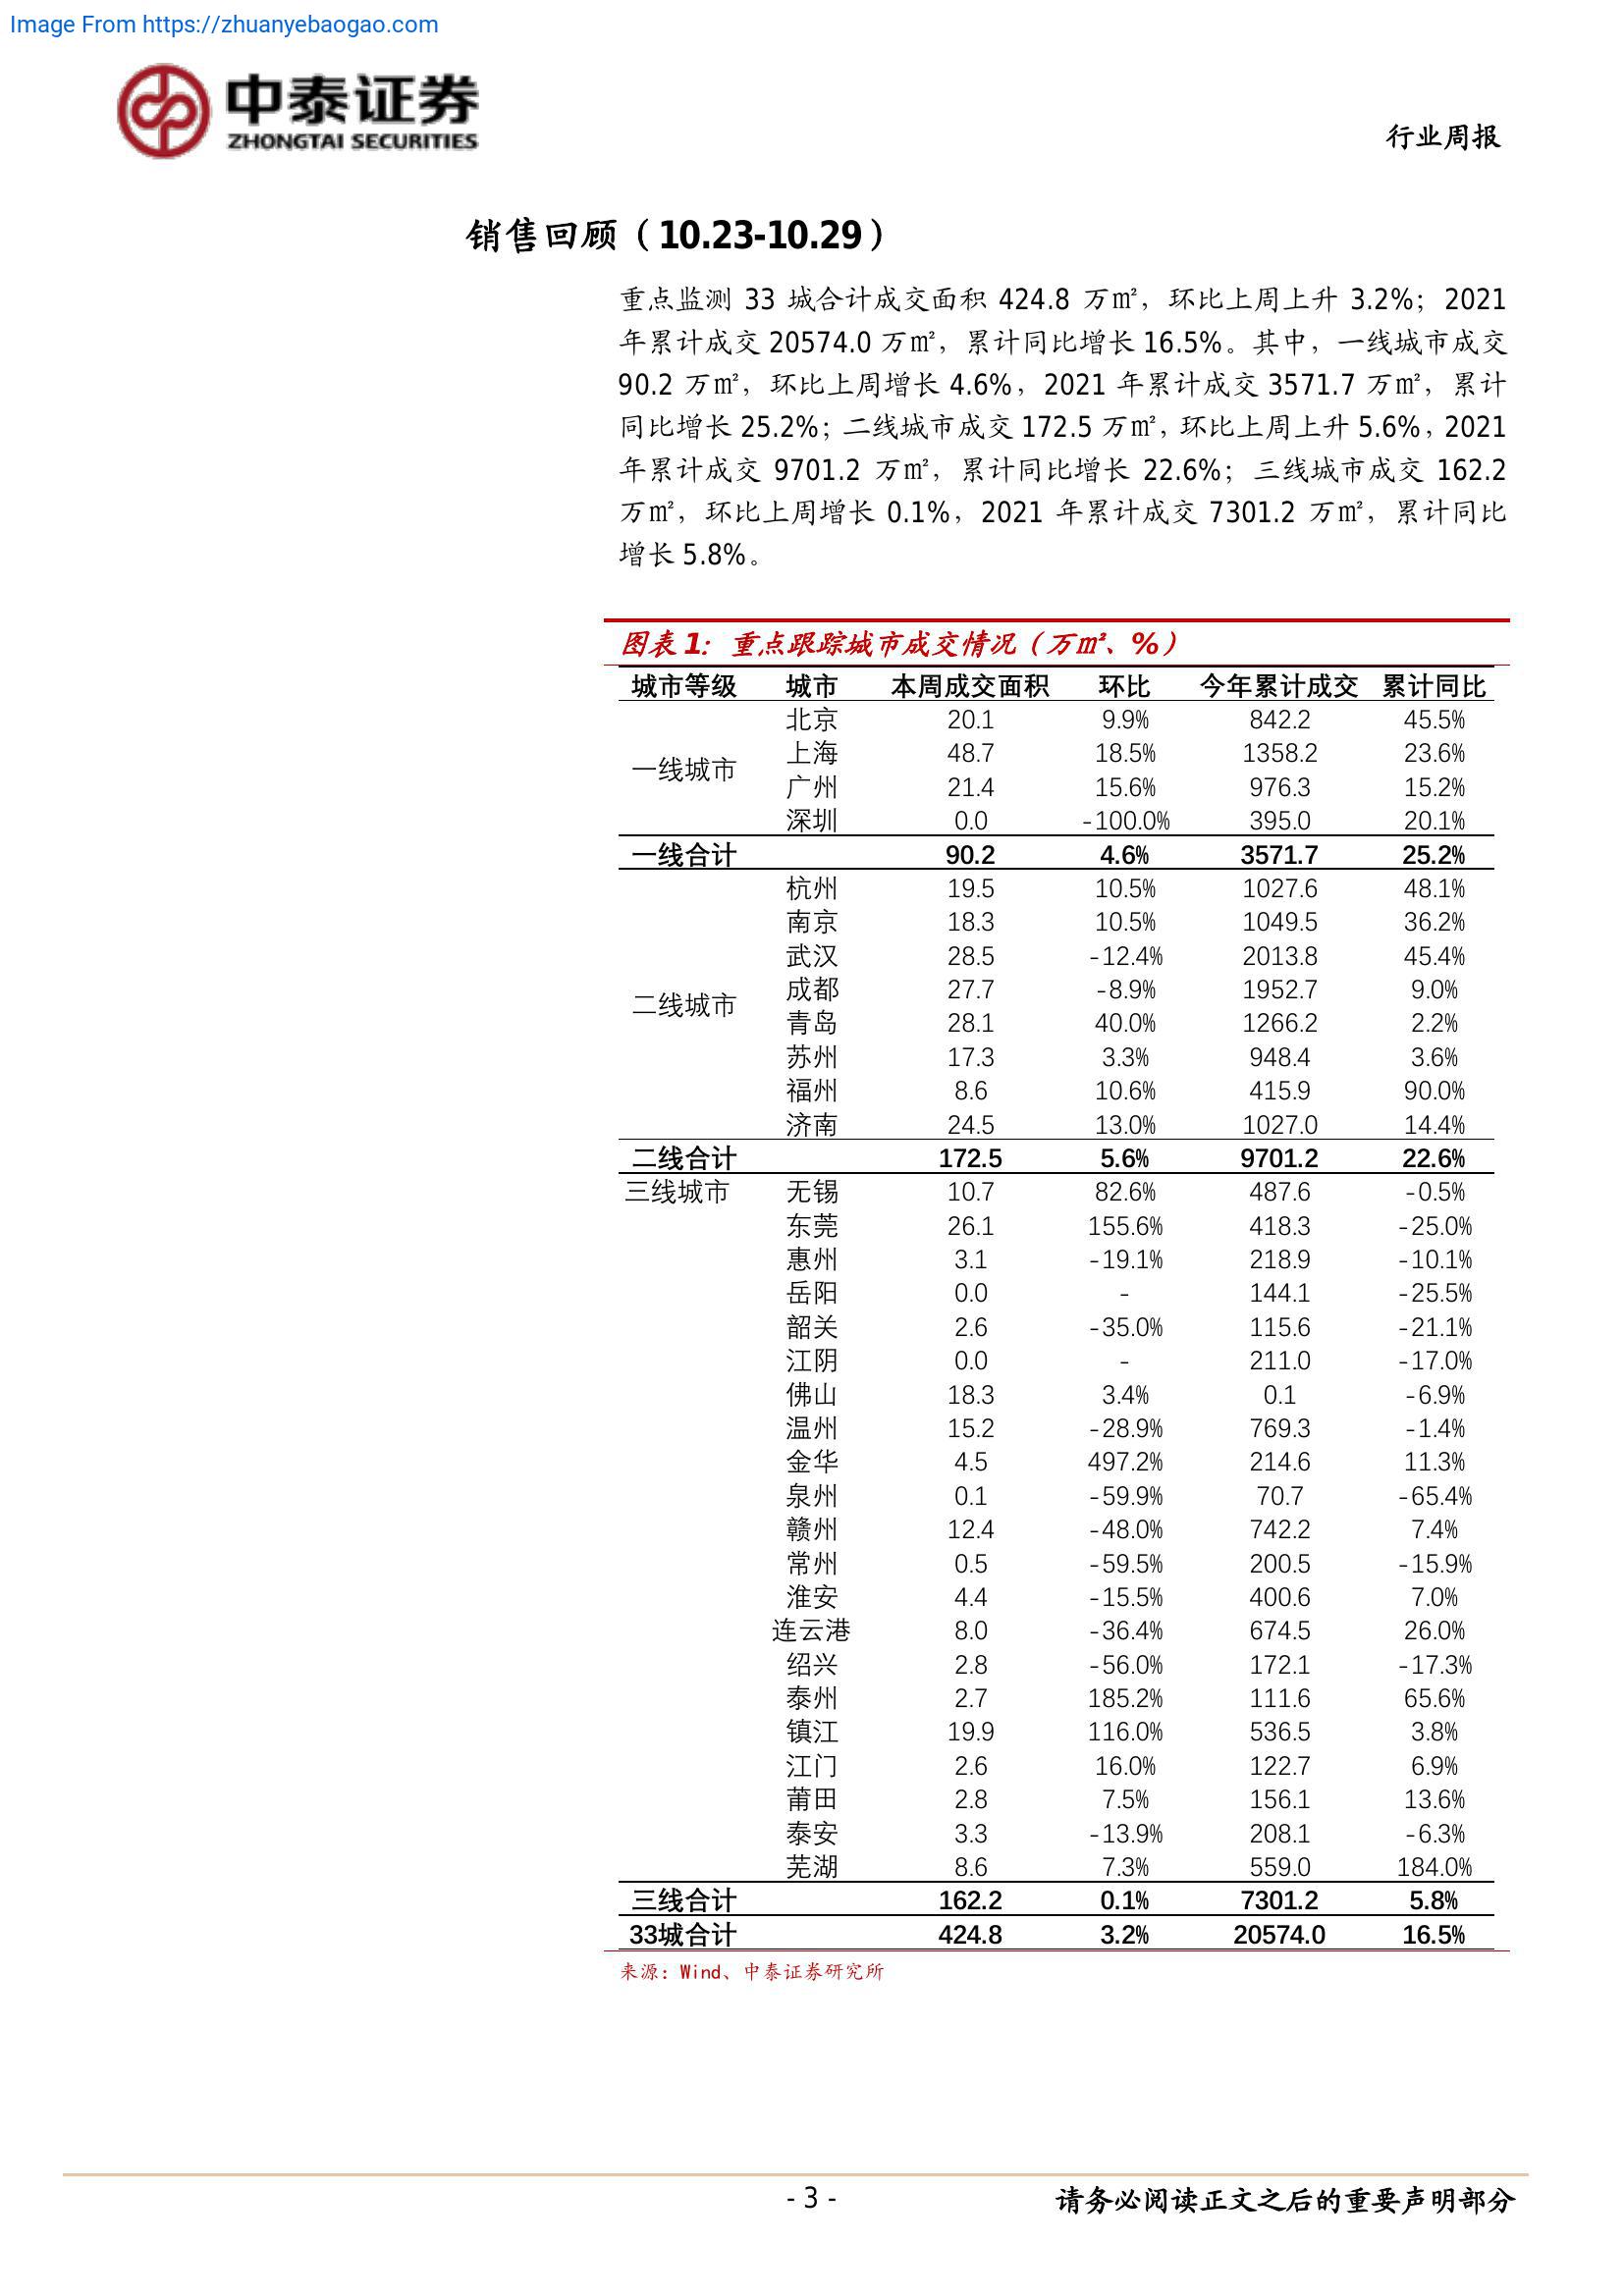 Image From https://zhuanyebaogao.com
中泰证券
ZHONGTAI SECURITIES
行业周报
销售回顾（10.23-10.29）
重点监测 33 城合计成交面积 424.8 万㎡，环比上周上升 3.2%；2021
年累计成交 20574.0 万㎡，累计同比增长 16.5%。其中，一线城市成交
90.2 万㎡，环比上周增长 4.6%，2021 年累计成交 3571.7 万㎡，累计
同比增长 25.2%；二线城市成交 172.5 万㎡，环比上周上升 5.6%，2021
年累计成交 9701.2 万㎡，累计同比增长 22.6%；三线城市成交 162.2
万㎡，环比上周增长 0.1%，2021 年累计成交 7301.2 万㎡，累计同比
增长 5.8%。
图表 1：重点跟踪城市成交情况（万㎡、%）
城市等级 城市 本周成交面积 环比 今年累计成交 累计同比
一线城市
北京 20.1 9.9% 842.2 45.5%
上海 48.7 18.5% 1358.2 23.6%
广州 21.4 15.6% 976.3 15.2%
深圳 0.0 -100.0% 395.0 20.1%
一线合计 90.2 4.6% 3571.7 25.2%
二线城市
杭州 19.5 10.5% 1027.6 48.1%
南京 18.3 10.5% 1049.5 36.2%
武汉 28.5 -12.4% 2013.8 45.4%
成都 27.7 -8.9% 1952.7 9.0%
青岛 28.1 40.0% 1266.2 2.2%
苏州 17.3 3.3% 948.4 3.6%
福州 8.6 10.6% 415.9 90.0%
济南 24.5 13.0% 1027.0 14.4%
二线合计 172.5 5.6% 9701.2 22.6%
三线城市 无锡 10.7 82.6% 487.6 -0.5%
东莞 26.1 155.6% 418.3 -25.0%
惠州 3.1 -19.1% 218.9 -10.1%
岳阳 0.0 - 144.1 -25.5%
韶关 2.6 -35.0% 115.6 -21.1%
江阴 0.0 - 211.0 -17.0%
佛山 18.3 3.4% 0.1 -6.9%
温州 15.2 -28.9% 769.3 -1.4%
金华 4.5 497.2% 214.6 11.3%
泉州 0.1 -59.9% 70.7 -65.4%
赣州 12.4 -48.0% 742.2 7.4%
常州 0.5 -59.5% 200.5 -15.9%
淮安 4.4 -15.5% 400.6 7.0%
连云港 8.0 -36.4% 674.5 26.0%
绍兴 2.8 -56.0% 172.1 -17.3%
泰州 2.7 185.2% 111.6 65.6%
镇江 19.9 116.0% 536.5 3.8%
江门 2.6 16.0% 122.7 6.9%
莆田 2.8 7.5% 156.1 13.6%
泰安 3.3 -13.9% 208.1 -6.3%
芜湖 8.6 7.3% 559.0 184.0%
三线合计 162.2 0.1% 7301.2 5.8%
33城合计 424.8 3.2% 20574.0 16.5%
来源：Wind、中泰证券研究所
- 3 -
请务必阅读正文之后的重要声明部分